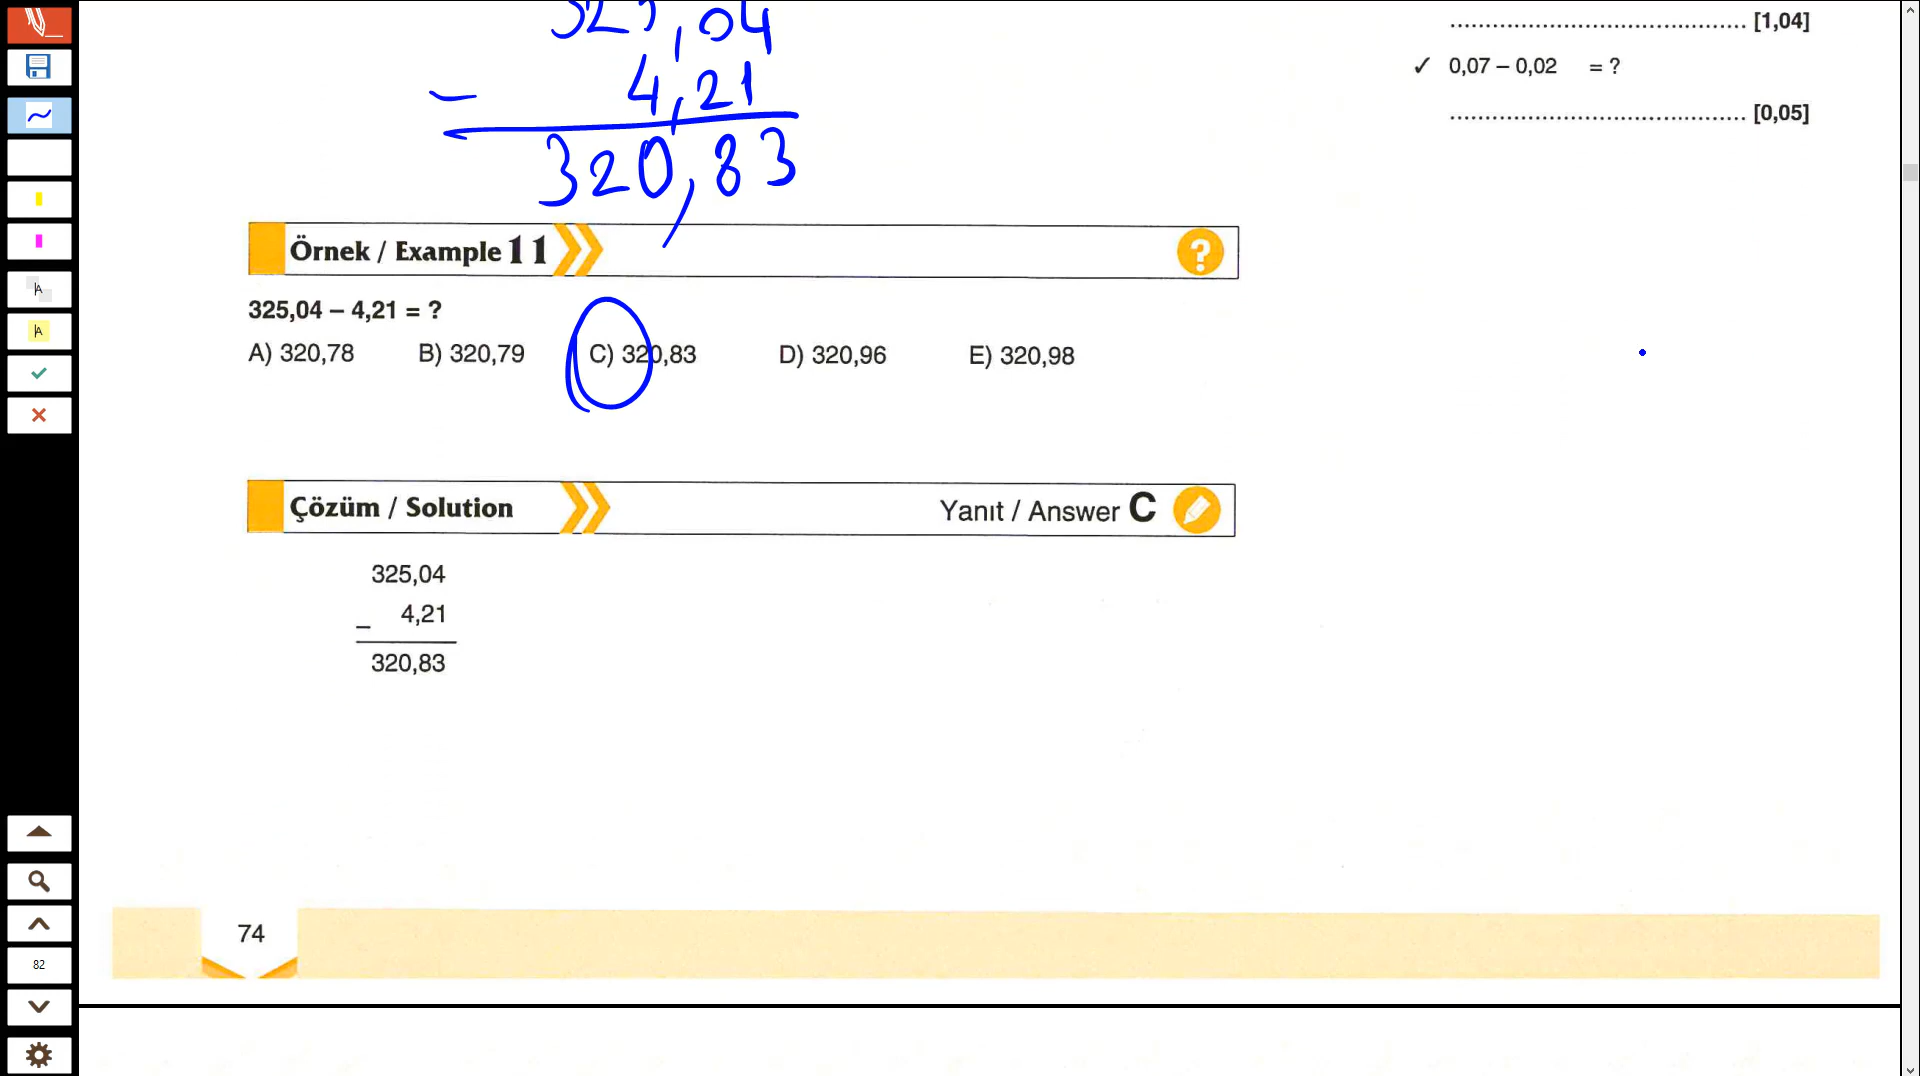 325,04
- 4,21
320,83
[1,04]
✓ 0,07 – 0,02 = ?
[0,05]
Örnek / Example 11
?
325,04 – 4,21 = ?
A) 320,78 B) 320,79 C) 320,83 D) 320,96 E) 320,98
Çözüm / Solution
Yanıt / Answer C
325,04
– 4,21
320,83
74
82